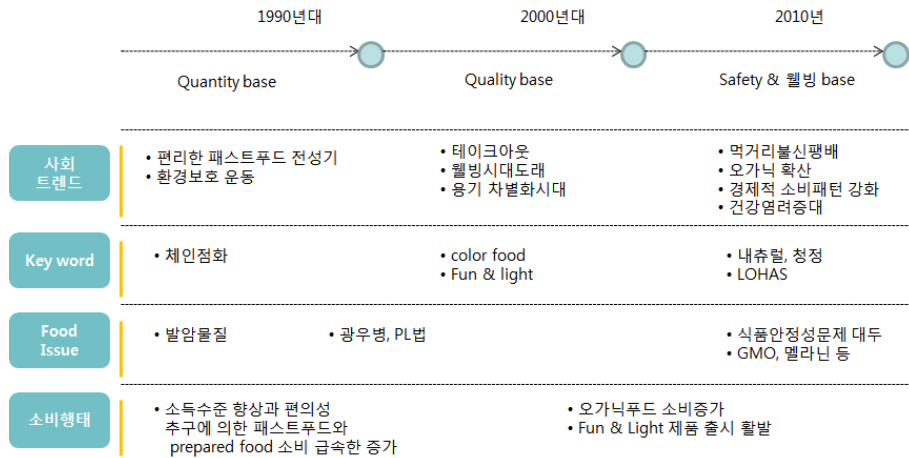 1990년대 2000년대 2010년
Quantity base Quality base Safety & 웰빙 base
사회
트렌드
• 편리한 패스트푸드 전성기
• 환경보호 운동
• 테이크아웃
• 웰빙시대도래
• 용기 차별화시대
• 먹거리불신팽배
• 오가닉 확산
• 경제적 소비패턴 강화
• 건강염려증대
Key word
• 체인점화
• color food
• Fun & light
• 내츄럴, 청정
• LOHAS
Food
Issue
• 발암물질
• 광우병, PL법
• 식품안정성문제 대두
• GMO, 멜라닌 등
소비행태
• 소득수준 향상과 편의성
추구에 의한 패스트푸드와
prepared food 소비 급속한 증가
• 오가닉푸드 소비증가
• Fun & Light 제품 출시 활발